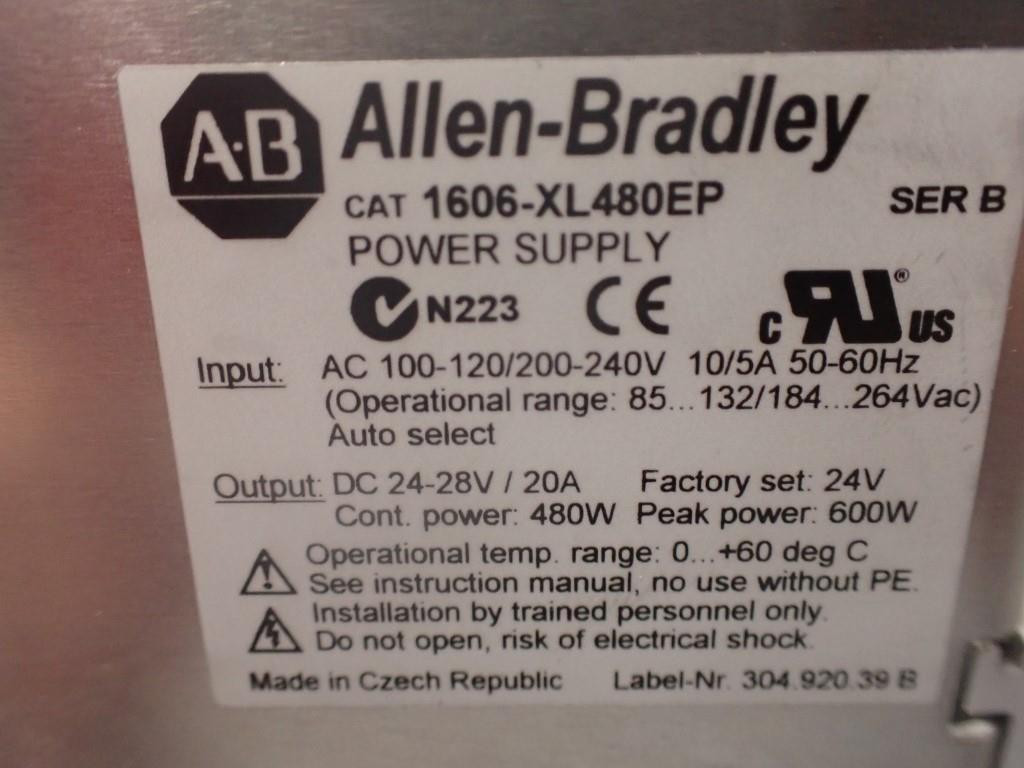 A·B Allen-Bradley
CAT 1606-XL480EP SER B
POWER SUPPLY
N223 CE c RU ® US
Input: AC 100-120/200-240V 10/5A 50-60Hz
(Operational range: 85...132/184...264Vac)
Auto select
Output: DC 24-28V / 20A Factory set: 24V
Cont. power: 480W Peak power: 600W
Operational temp. range: 0...+60 deg C
See instruction manual, no use without PE.
Installation by trained personnel only.
Do not open, risk of electrical shock.
Made in Czech Republic Label-Nr. 304.920.39 B